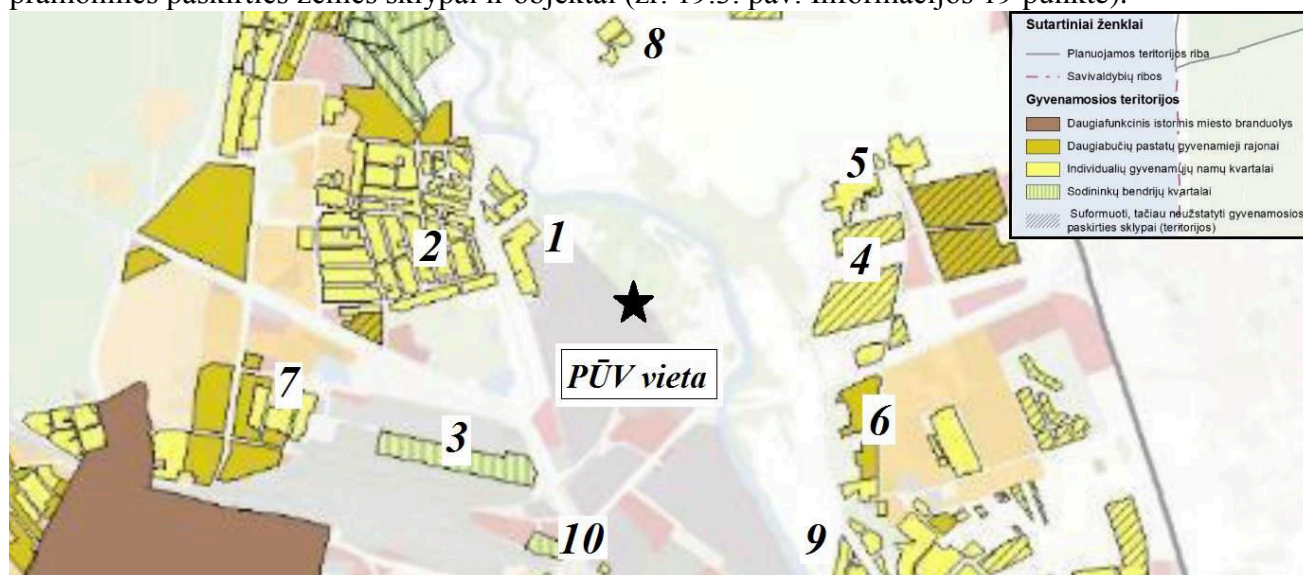 pramoninės paskirties žemės sklypai ir objektai (žr. 19.3. pav. Informacijos 19 punkte).
8
Sutartiniai ženklai
Planuojamos teritorijos riba
Savivaldybių ribos
Gyvenamosios teritorijos
Daugiafunkcinis istorinis miesto branduolys
Daugiabučių pastatų gyvenamieji rajonai
Individualių gyvenamųjų namų kvartalai
Sodininkų bendrijų kvartalai
Suformuoti, tačiau neužstatyti gyvenamosios
paskirties sklypai (teritorijos)
5
1
2
4
PŪV vieta
7
6
3
10
9